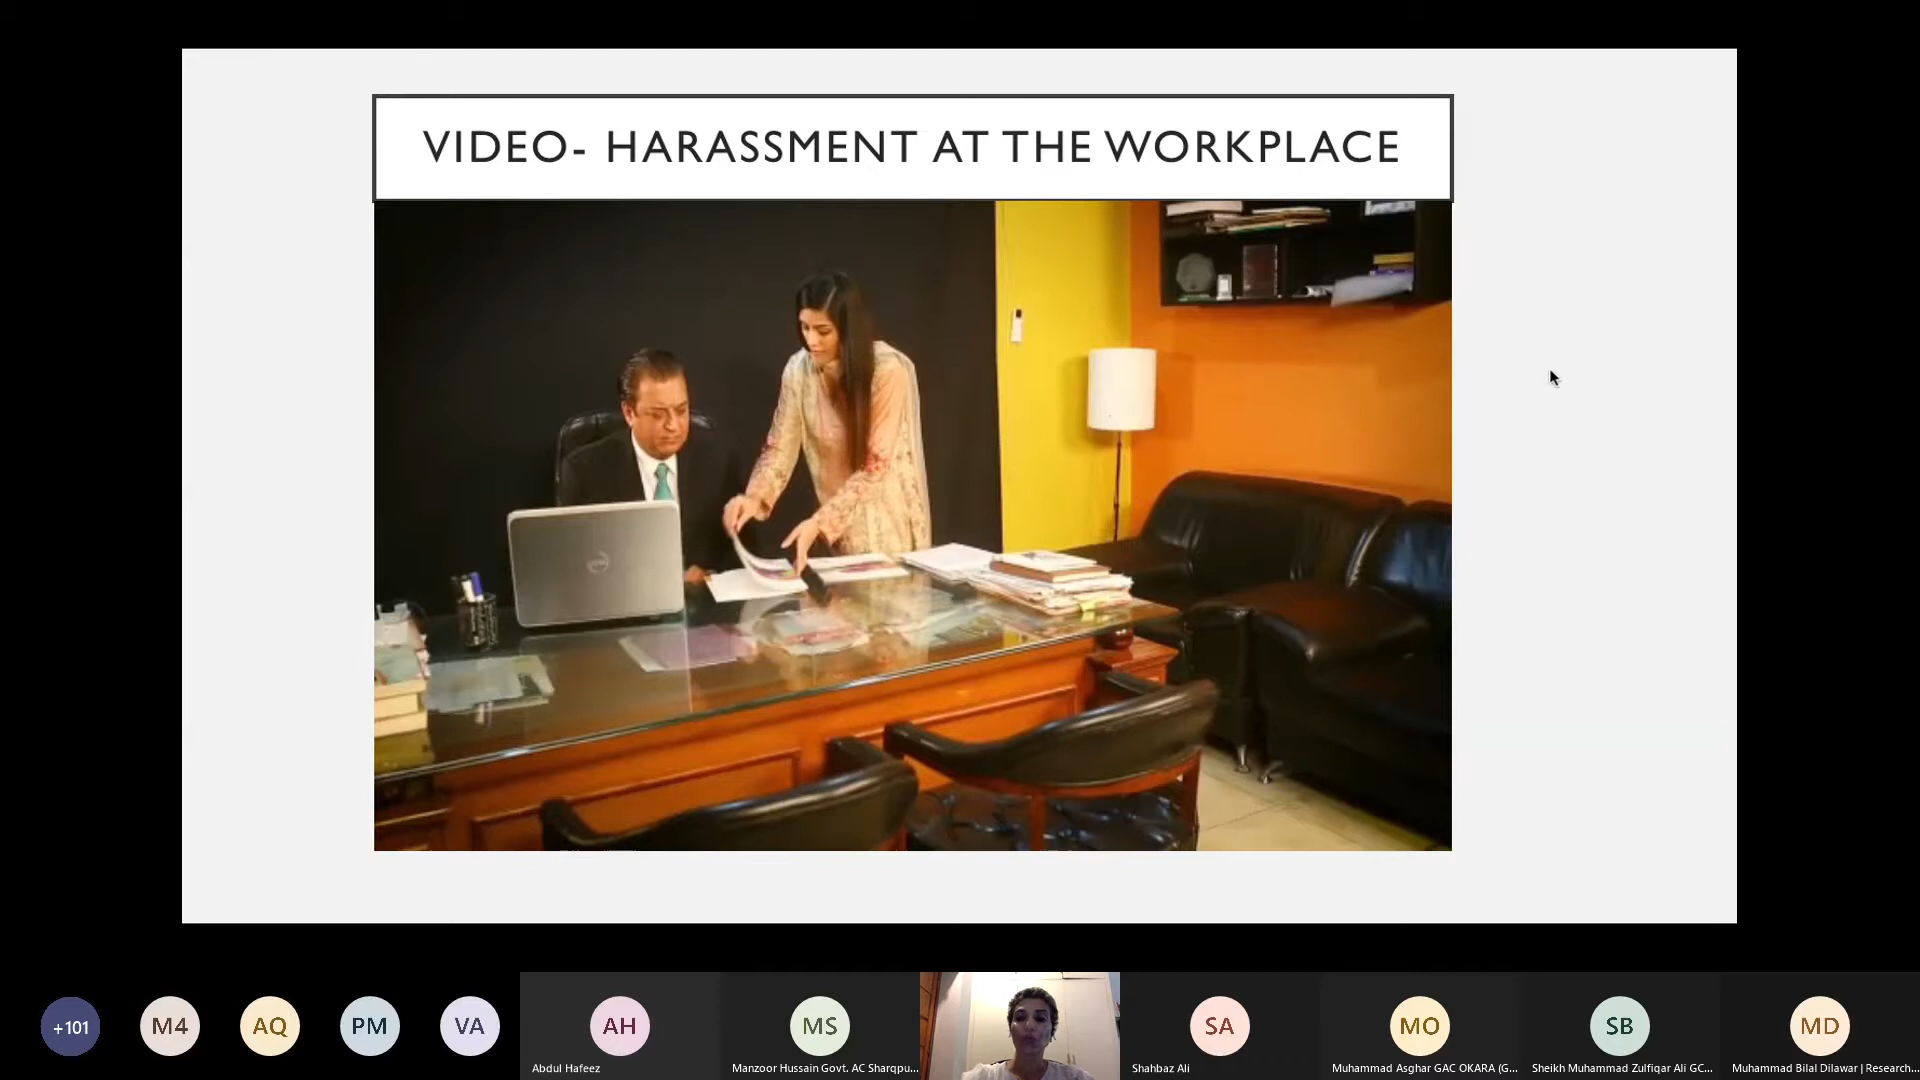 VIDEO- HARASSMENT AT THE WORKPLACE
+101
M4
AQ
PM
VA
AH
MS
SA
MO
SB
MD
Abdul Hafeez
Manzoor Hussain Govt. AC Sharqpu...
Shahbaz Ali
Muhammad Asghar GAC OKARA (G...
Sheikh Muhammad Zulfiqar Ali GC...
Muhammad Bilal Dilawar | Research...